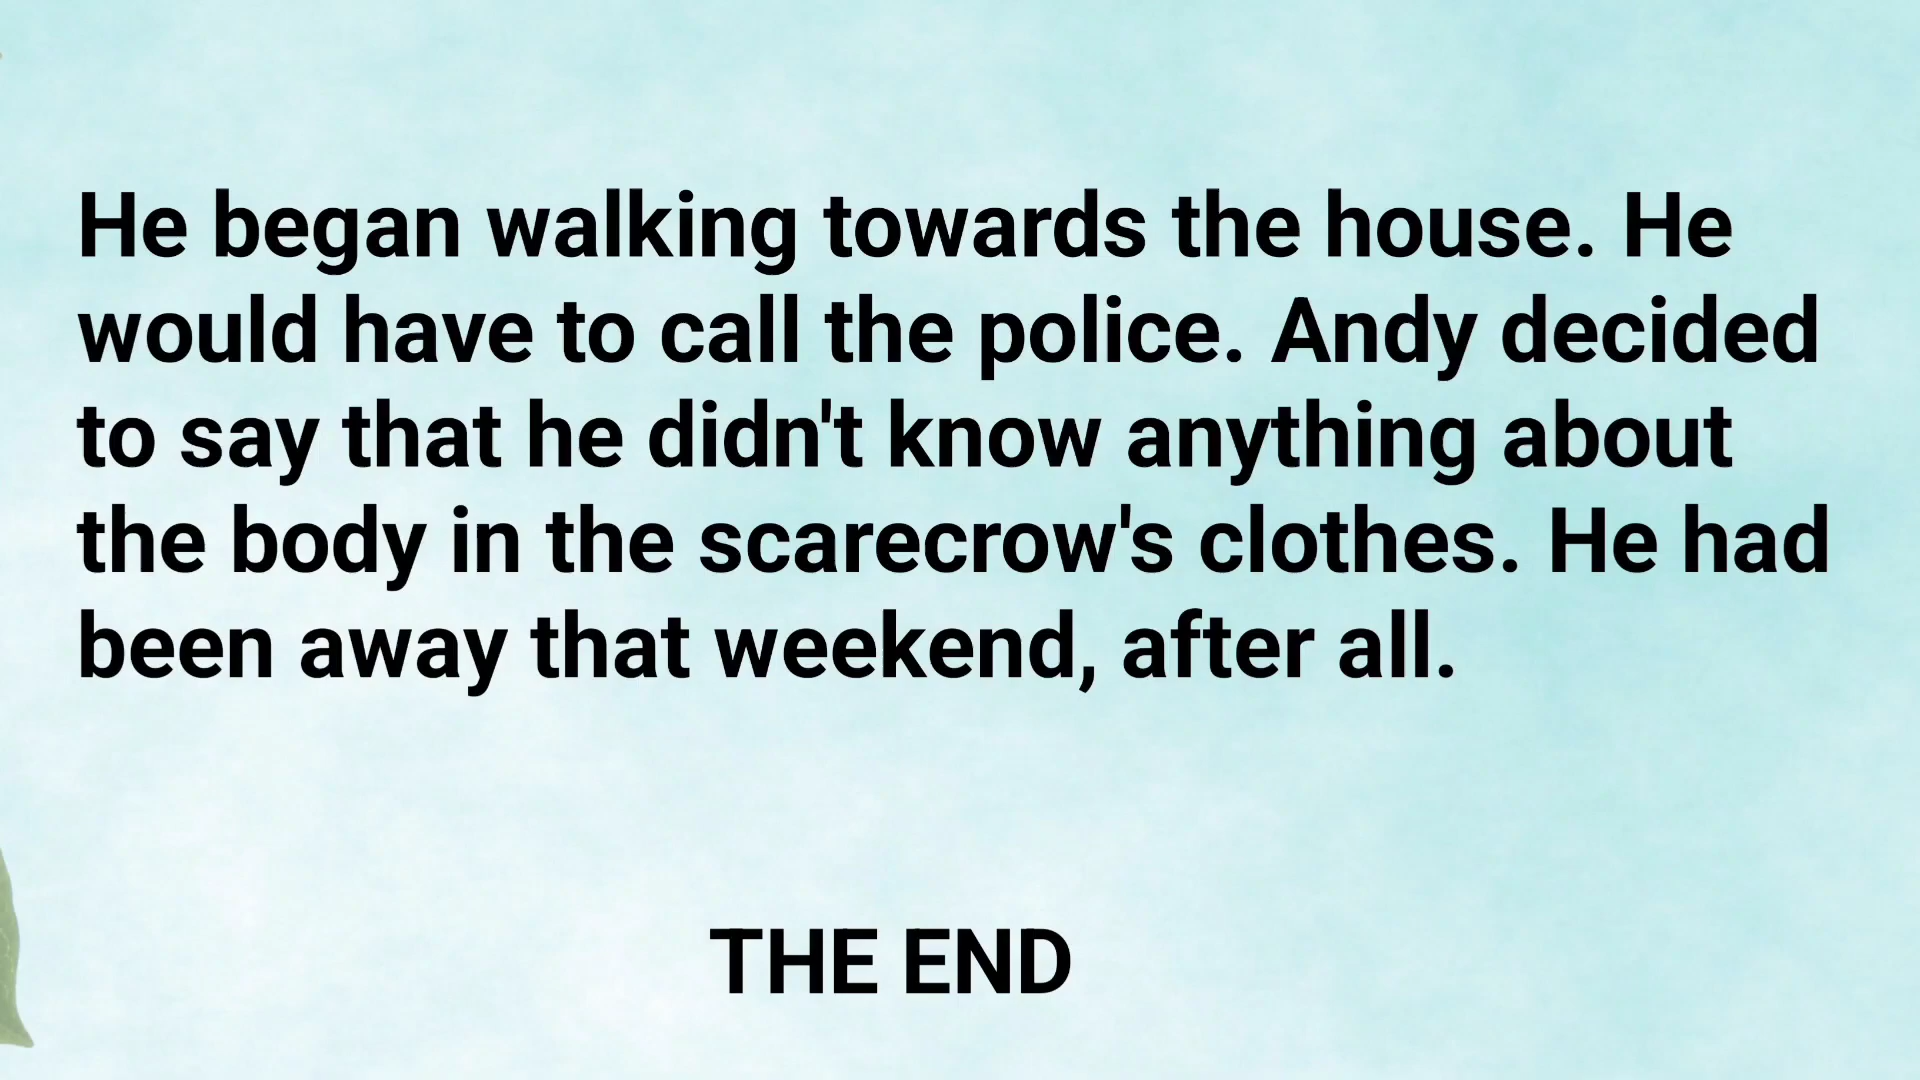 He began walking towards the house. He
would have to call the police. Andy decided
to say that he didn't know anything about
the body in the scarecrow's clothes. He had
been away that weekend, after all.
THE END